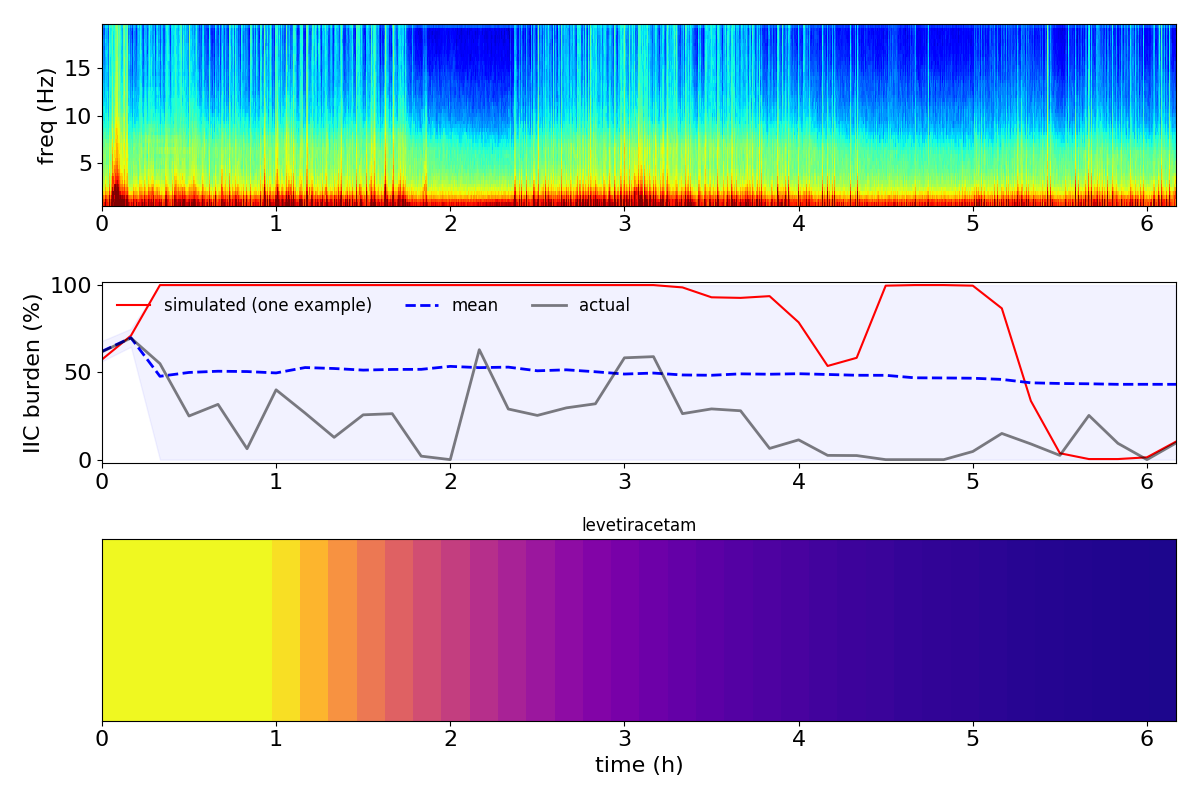 freq (Hz)
15
10
5
0 1 2 3 4 5 6
IIC burden (%)
100
50
0
simulated (one example) mean actual
0 1 2 3 4 5 6
levetiracetam
0 1 2 3 4 5 6
time (h)